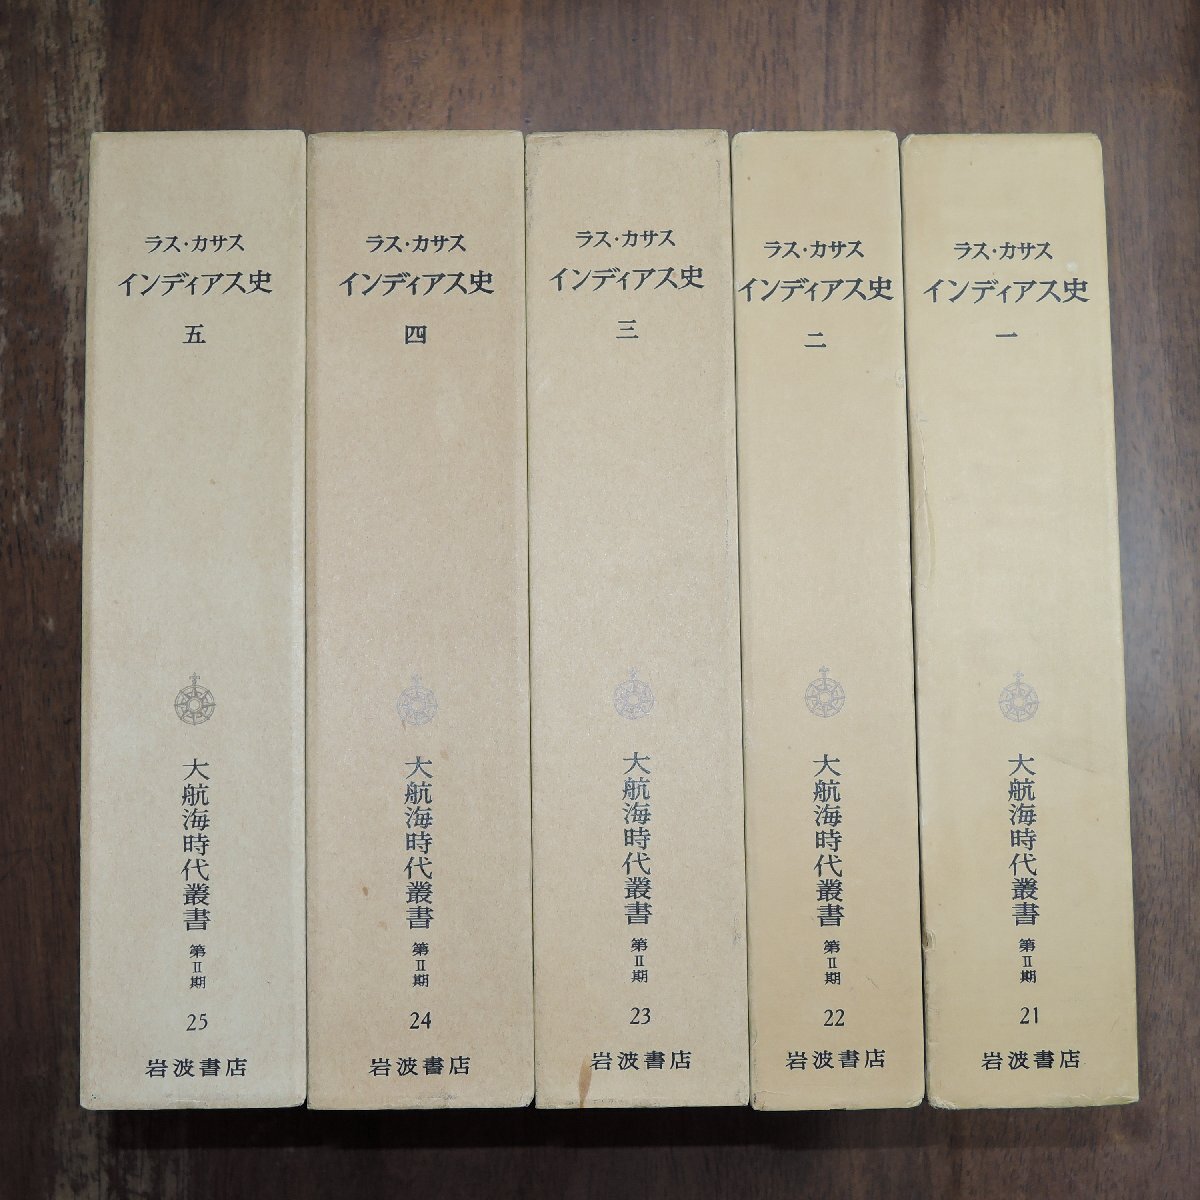 ラス・カサス
インディアス史
五
大航海時代叢書
第Ⅱ期
25
岩波書店
ラス・カサス
インディアス史
四
大航海時代叢書
第Ⅱ期
24
岩波書店
ラス・カサス
インディアス史
三
大航海時代叢書
第Ⅱ期
23
岩波書店
ラス・カサス
インディアス史
二
大航海時代叢書
第Ⅱ期
22
岩波書店
ラス・カサス
インディアス史
一
大航海時代叢書
第Ⅱ期
21
岩波書店